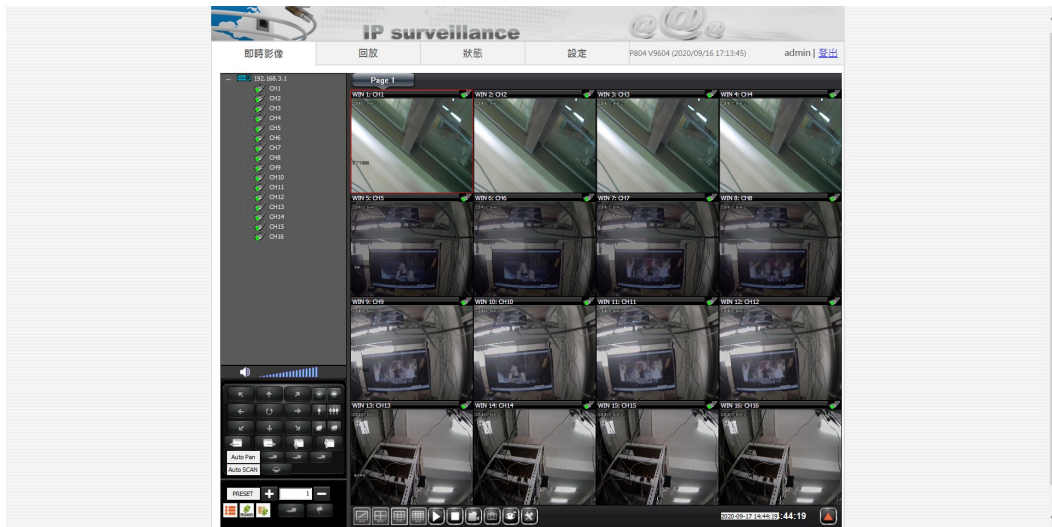 IP surveillance
即時影像 回放 狀態 設定 P804 V9604 (2020/09/16 17:13:45) admin | 登出
192.168.3.1
CH1
CH2
CH3
CH4
CH5
CH6
CH7
CH8
CH9
CH10
CH11
CH12
CH13
CH14
CH15
CH16
Page 1
WIN 1: CH1 WIN 2: CH2 WIN 3: CH3 WIN 4: CH4
WIN 5: CH5 WIN 6: CH6 WIN 7: CH7 WIN 8: CH8
WIN 9: CH9 WIN 10: CH10 WIN 11: CH11 WIN 12: CH12
WIN 13: CH13 WIN 14: CH14 WIN 15: CH15 WIN 16: CH16
Auto Pan
Auto SCAN
PRESET 1
RS485
2020-09-17 14:44:19 :44:19